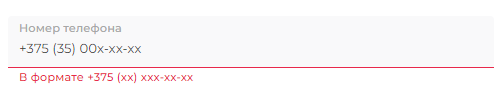 Номер телефона
+375 (35) 00x-xx-xx
В формате +375 (xx) xxx-xx-xx